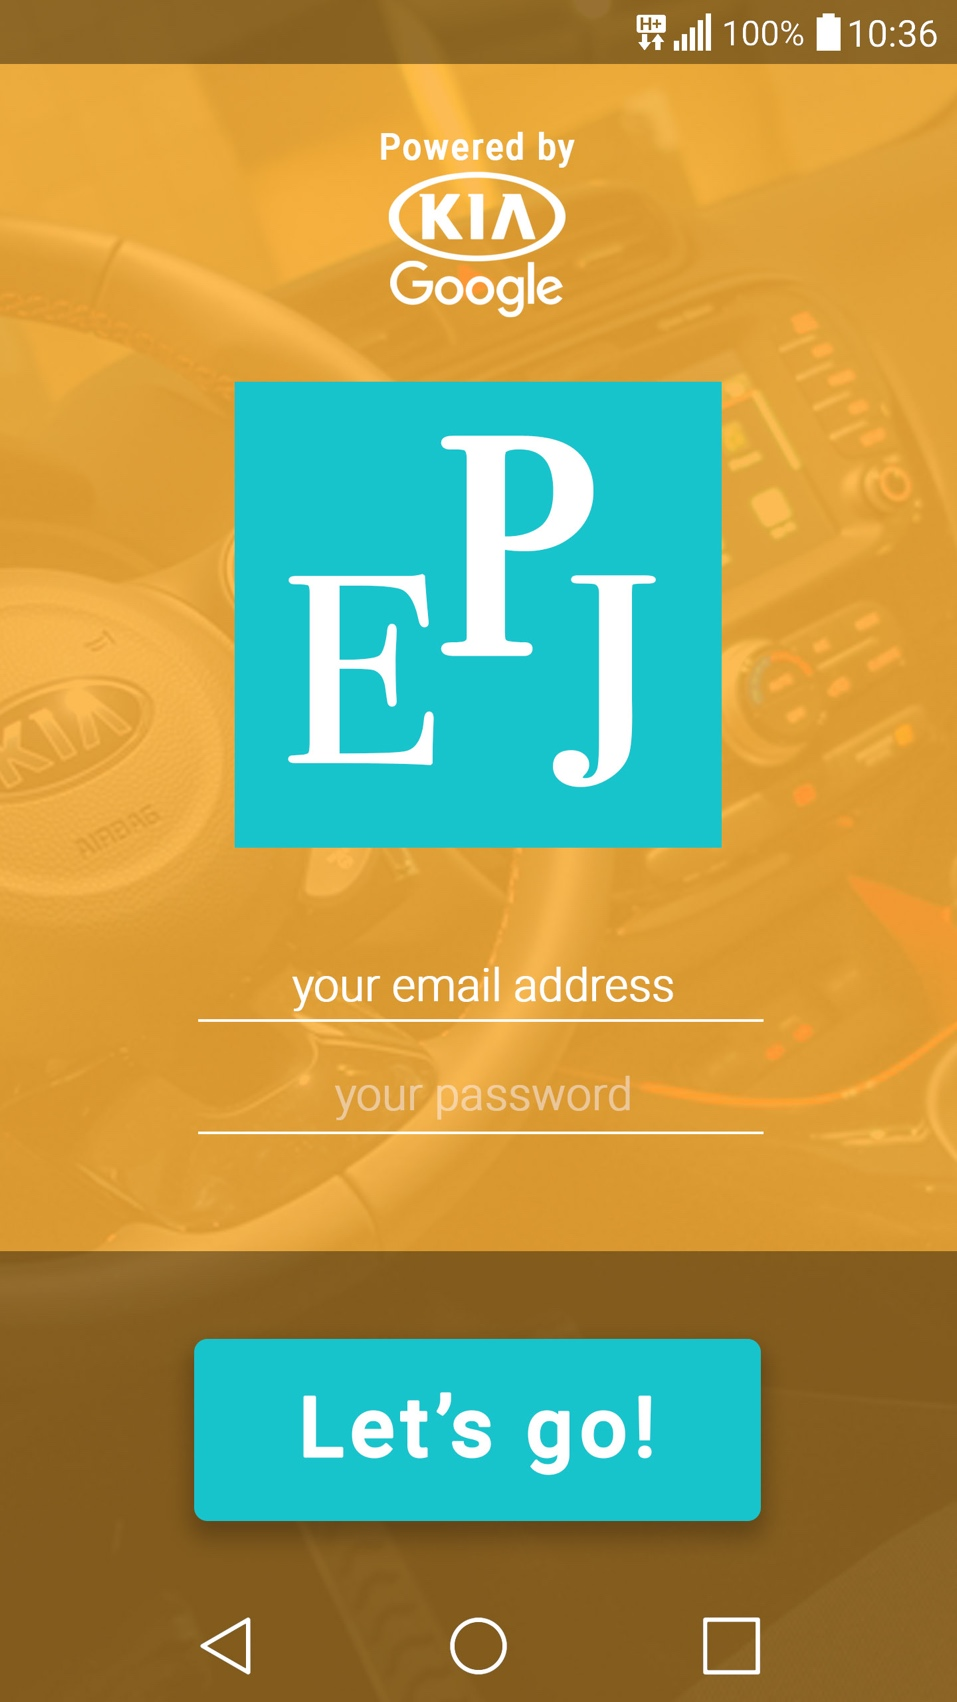 H+ 100% 10:36
Powered by
KIA
Google
EPJ
KIA
AIRBAG
your email address
your password
Let’s go!